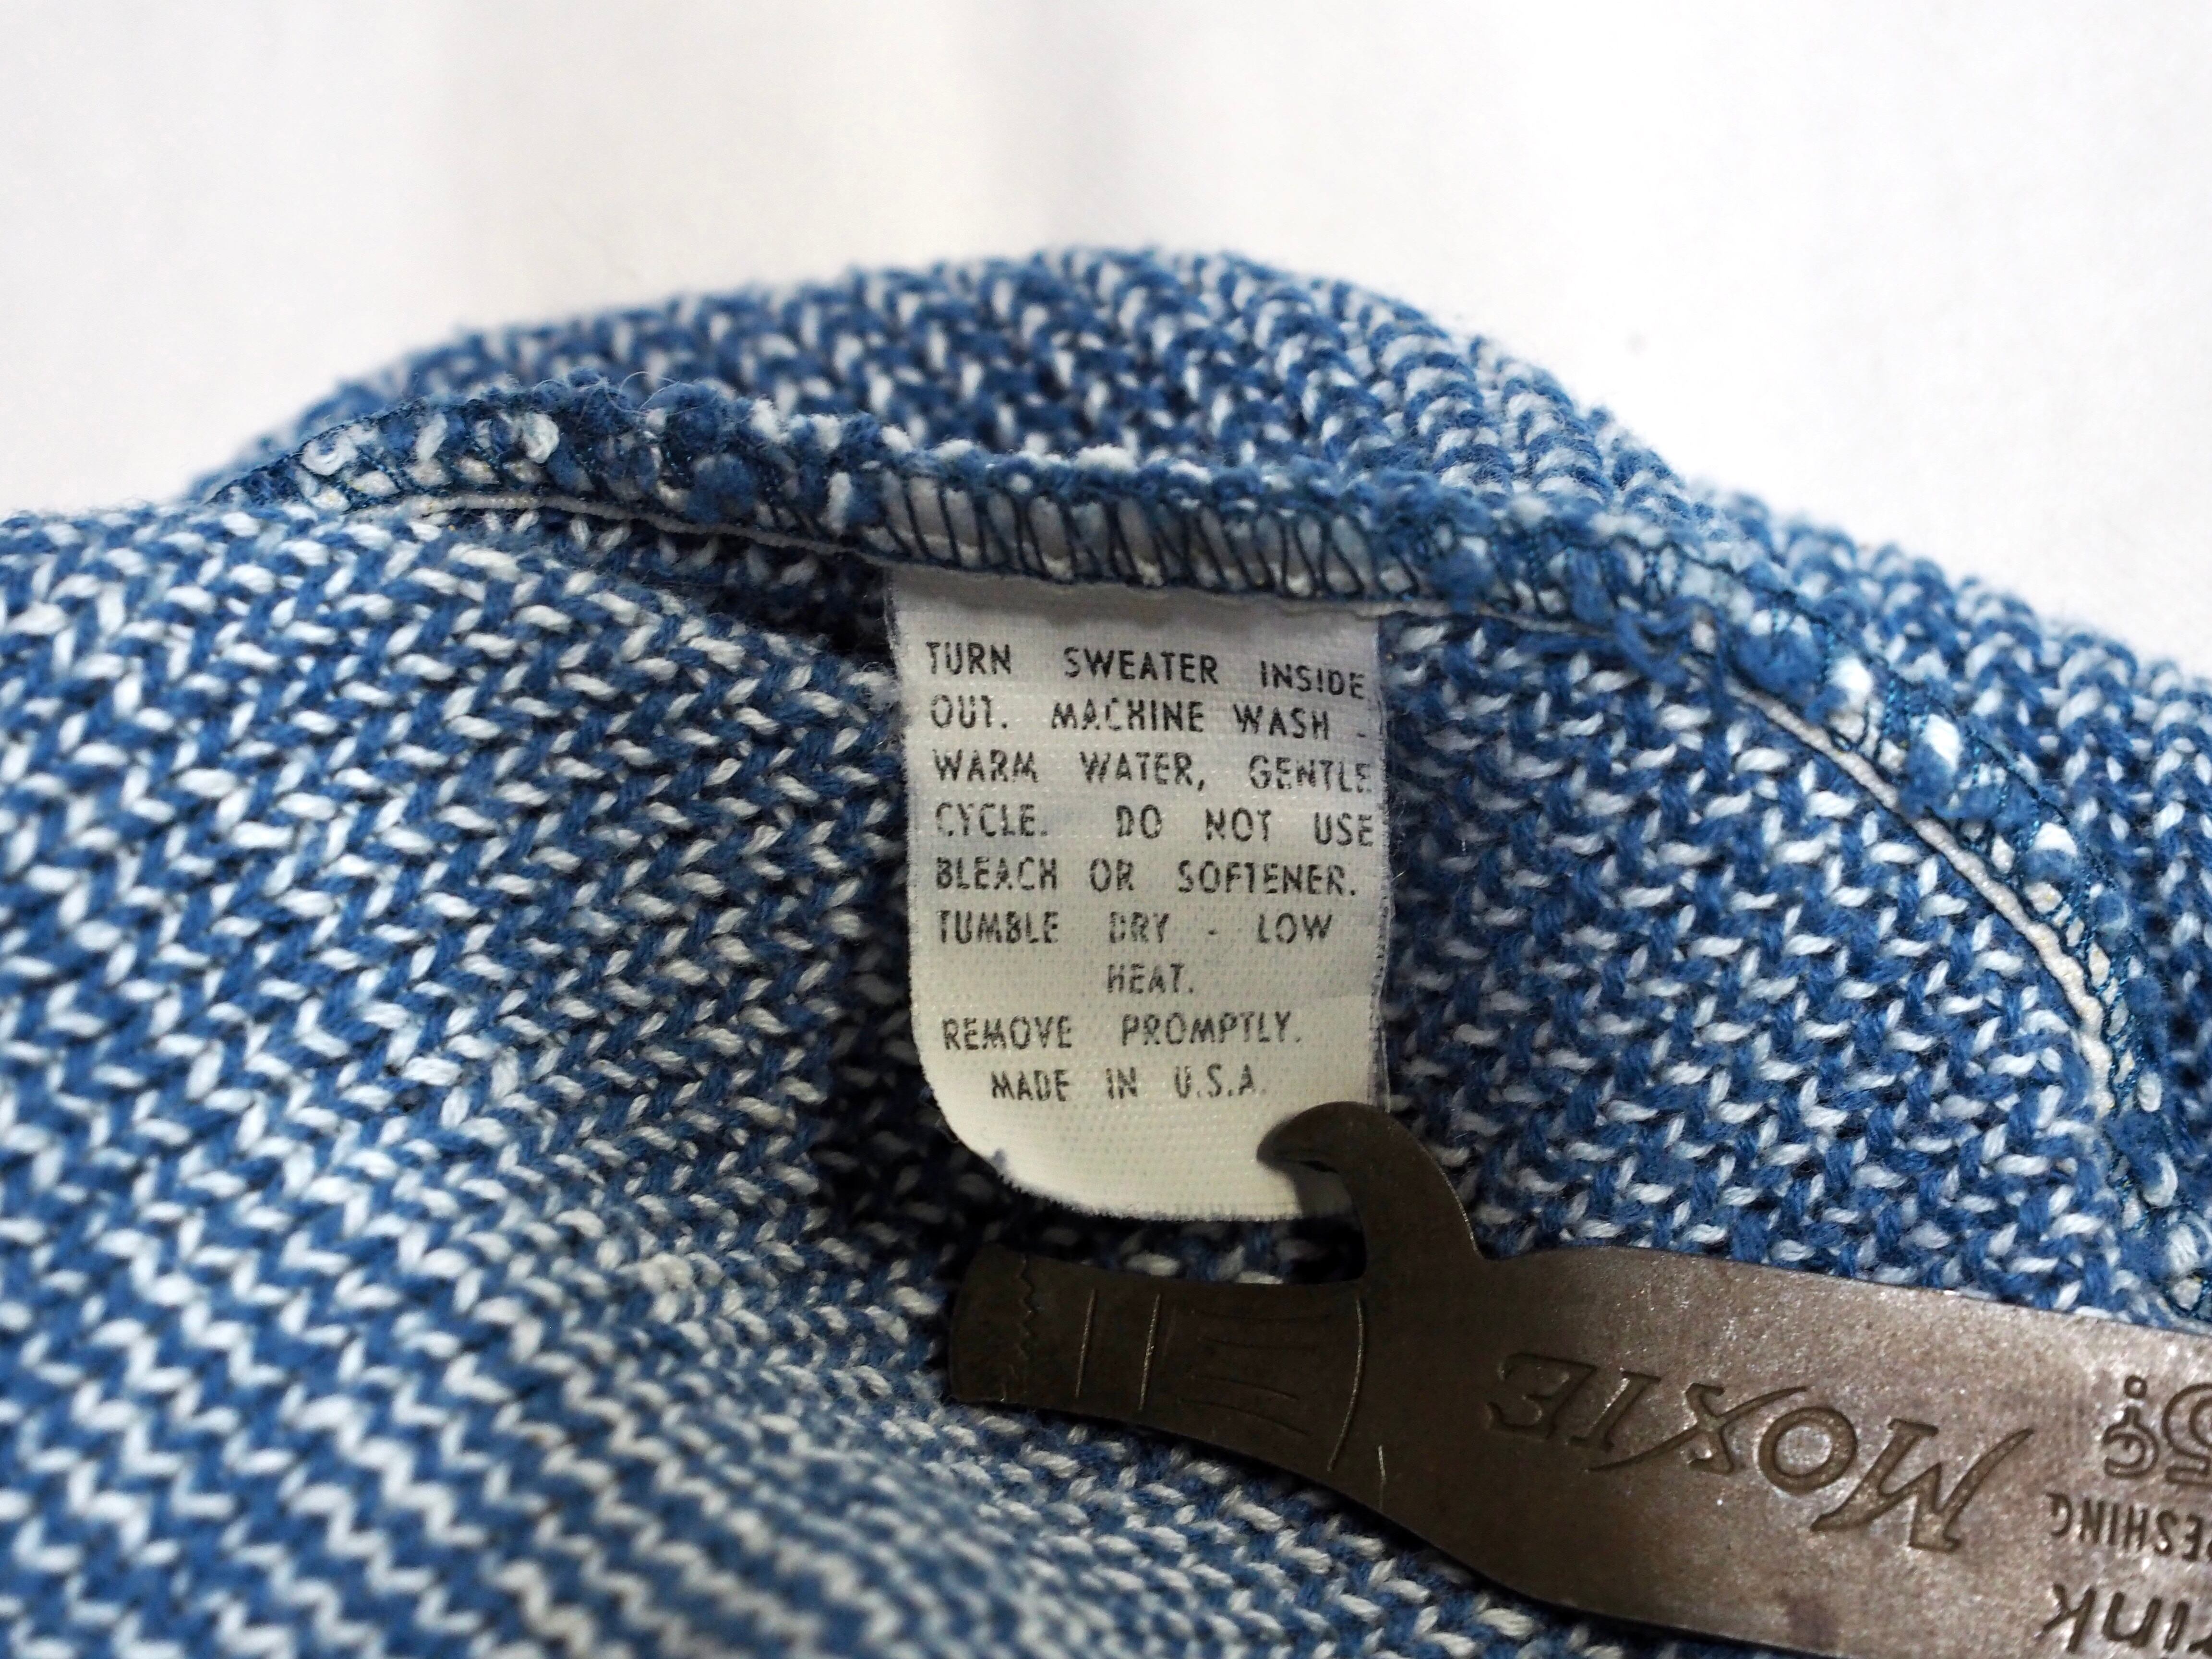 TURN SWEATER INSIDE
OUT. MACHINE WASH -
WARM WATER, GENTLE
CYCLE. DO NOT USE
BLEACH OR SOFTENER.
TUMBLE DRY - LOW
HEAT.
REMOVE PROMPTLY.
MADE IN U.S.A.
MOXIE
5¢